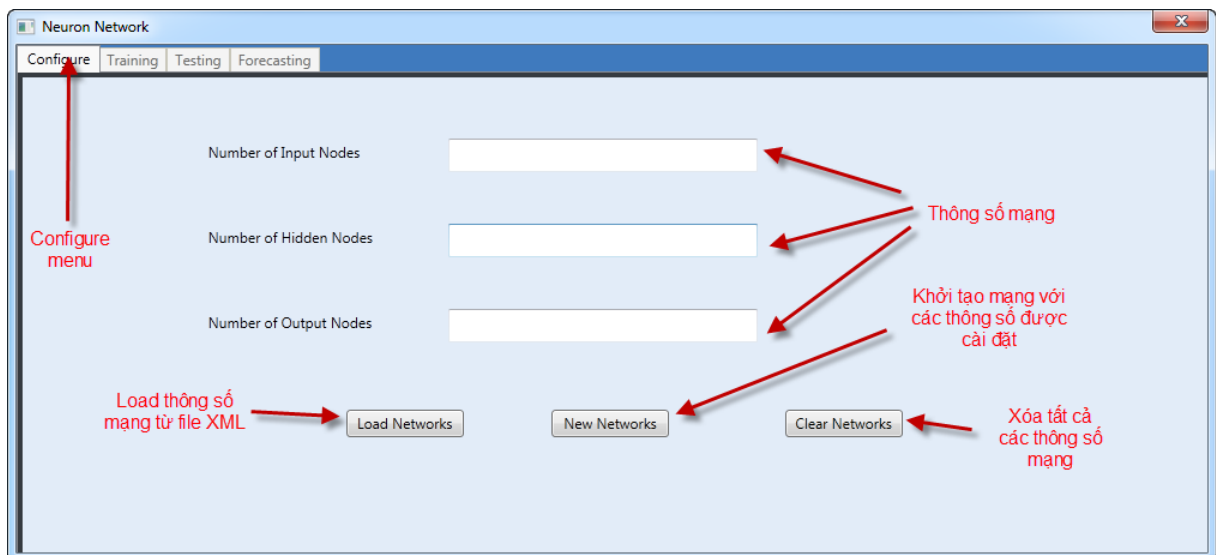 Neuron Network
Configure Training Testing Forecasting
Number of Input Nodes
Thông số mạng
Configure
menu
Number of Hidden Nodes
Khởi tạo mạng với
các thông số được
cài đặt
Number of Output Nodes
Load thông số
mạng từ file XML
Load Networks
New Networks
Clear Networks
Xóa tất cả
các thông số
mạng